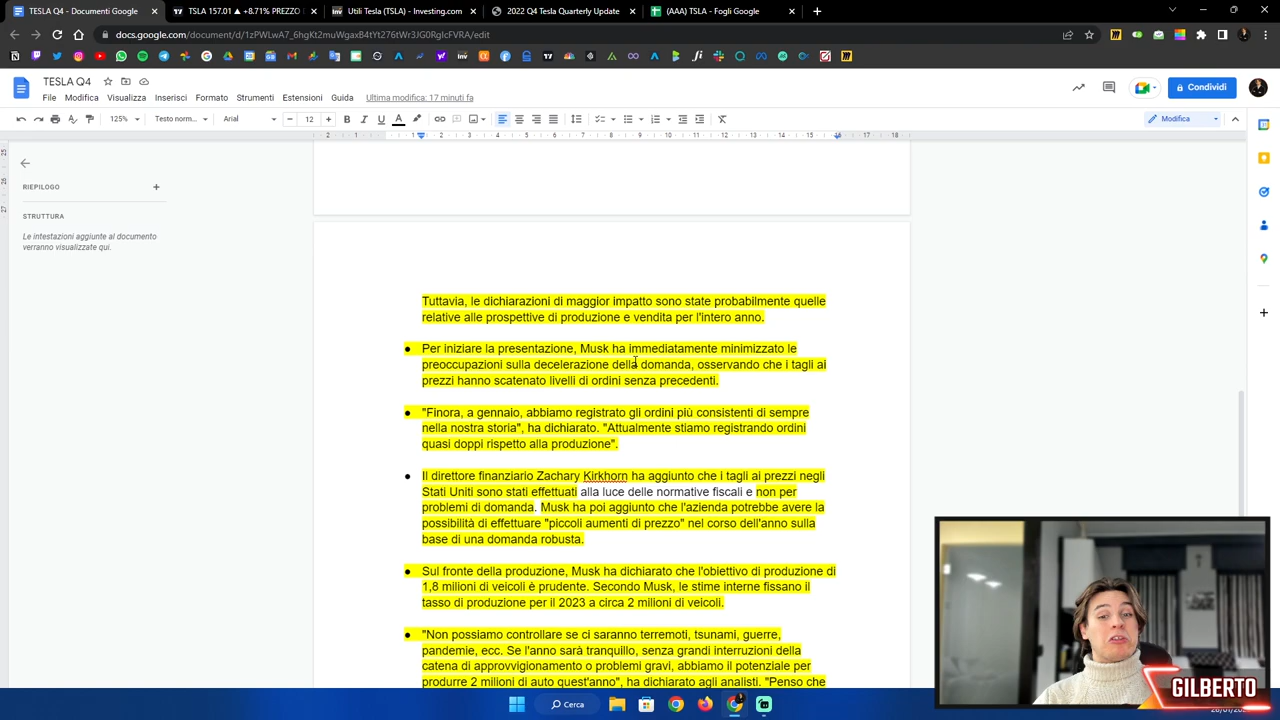 TESLA Q4 - Documenti Google
TSLA 157.01 ▲ +8.71% PREZZO
Utili Tesla (TSLA) - Investing.com
2022 Q4 Tesla Quarterly Update
(AAA) TSLA - Fogli Google
docs.google.com/document/d/1zPWLwA7_6hgKt2muWgaxB4tYt276tWr3JG0RgIcFVRA/edit
TESLA Q4
File Modifica Visualizza Inserisci Formato Strumenti Estensioni Guida Ultima modifica: 17 minuti fa
Condividi
125% Testo norm... Arial 12
Modifica
RIEPILOGO
STRUTTURA
Le intestazioni aggiunte al documento
verranno visualizzate qui.
Tuttavia, le dichiarazioni di maggior impatto sono state probabilmente quelle
relative alle prospettive di produzione e vendita per l'intero anno.
● Per iniziare la presentazione, Musk ha immediatamente minimizzato le
preoccupazioni sulla decelerazione della domanda, osservando che i tagli ai
prezzi hanno scatenato livelli di ordini senza precedenti.
● "Finora, a gennaio, abbiamo registrato gli ordini più consistenti di sempre
nella nostra storia", ha dichiarato. "Attualmente stiamo registrando ordini
quasi doppi rispetto alla produzione".
● Il direttore finanziario Zachary Kirkhorn ha aggiunto che i tagli ai prezzi negli
Stati Uniti sono stati effettuati alla luce delle normative fiscali e non per
problemi di domanda. Musk ha poi aggiunto che l'azienda potrebbe avere la
possibilità di effettuare "piccoli aumenti di prezzo" nel corso dell'anno sulla
base di una domanda robusta.
● Sul fronte della produzione, Musk ha dichiarato che l'obiettivo di produzione di
1,8 milioni di veicoli è prudente. Secondo Musk, le stime interne fissano il
tasso di produzione per il 2023 a circa 2 milioni di veicoli.
● "Non possiamo controllare se ci saranno terremoti, tsunami, guerre,
pandemie, ecc. Se l'anno sarà tranquillo, senza grandi interruzioni della
catena di approvvigionamento o problemi gravi, abbiamo il potenziale per
produrre 2 milioni di auto quest'anno", ha dichiarato agli analisti. "Penso che
GILBERTO
Cerca